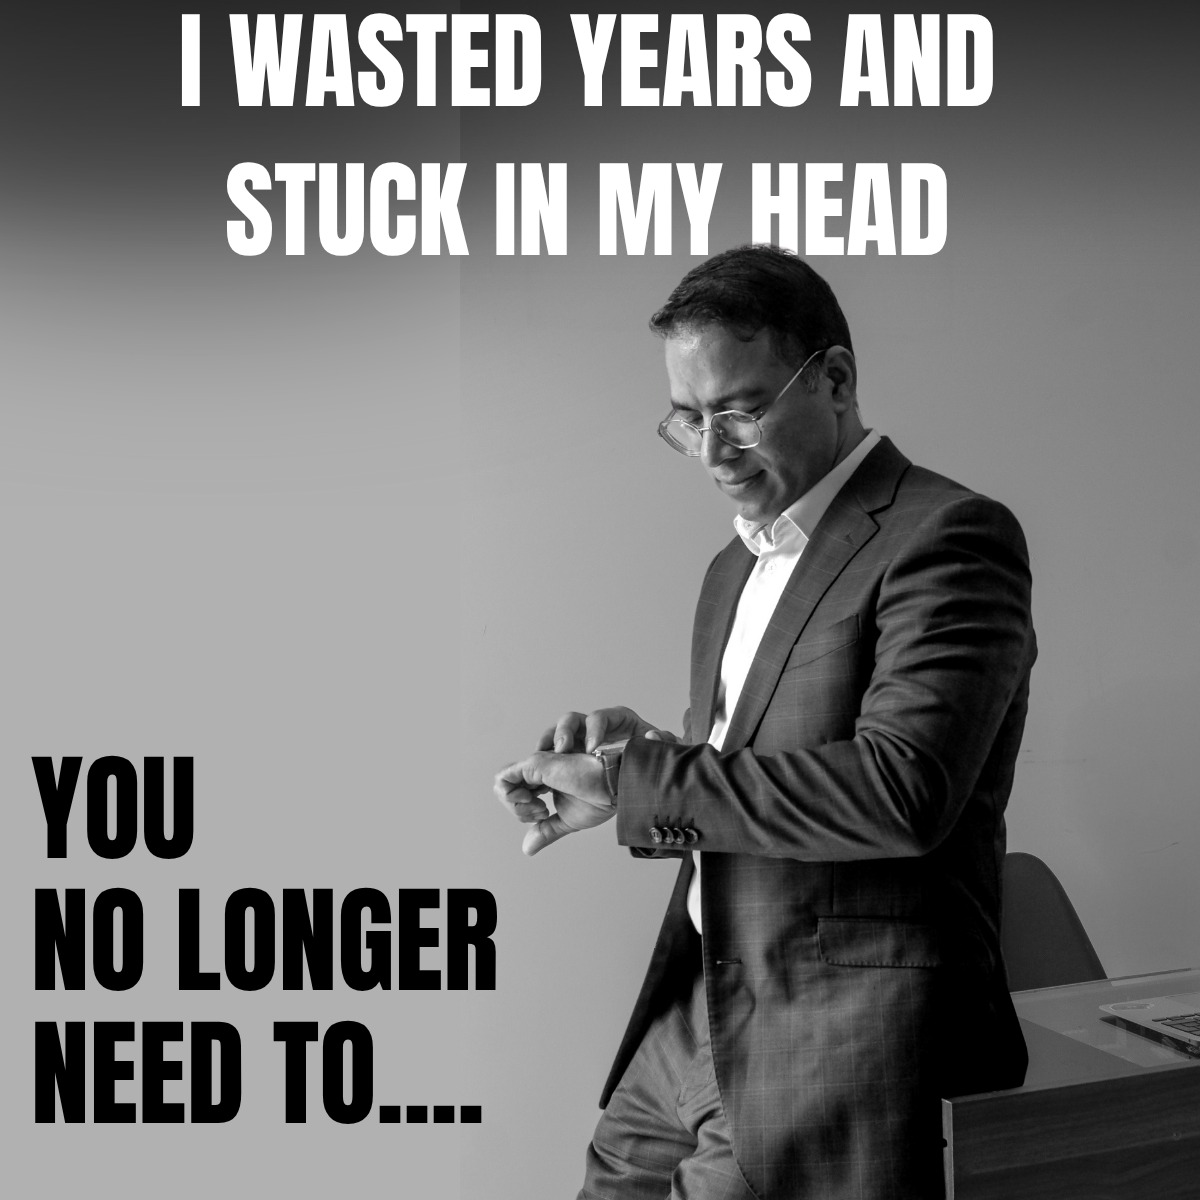 I WASTED YEARS AND
STUCK IN MY HEAD
YOU
NO LONGER
NEED TO....